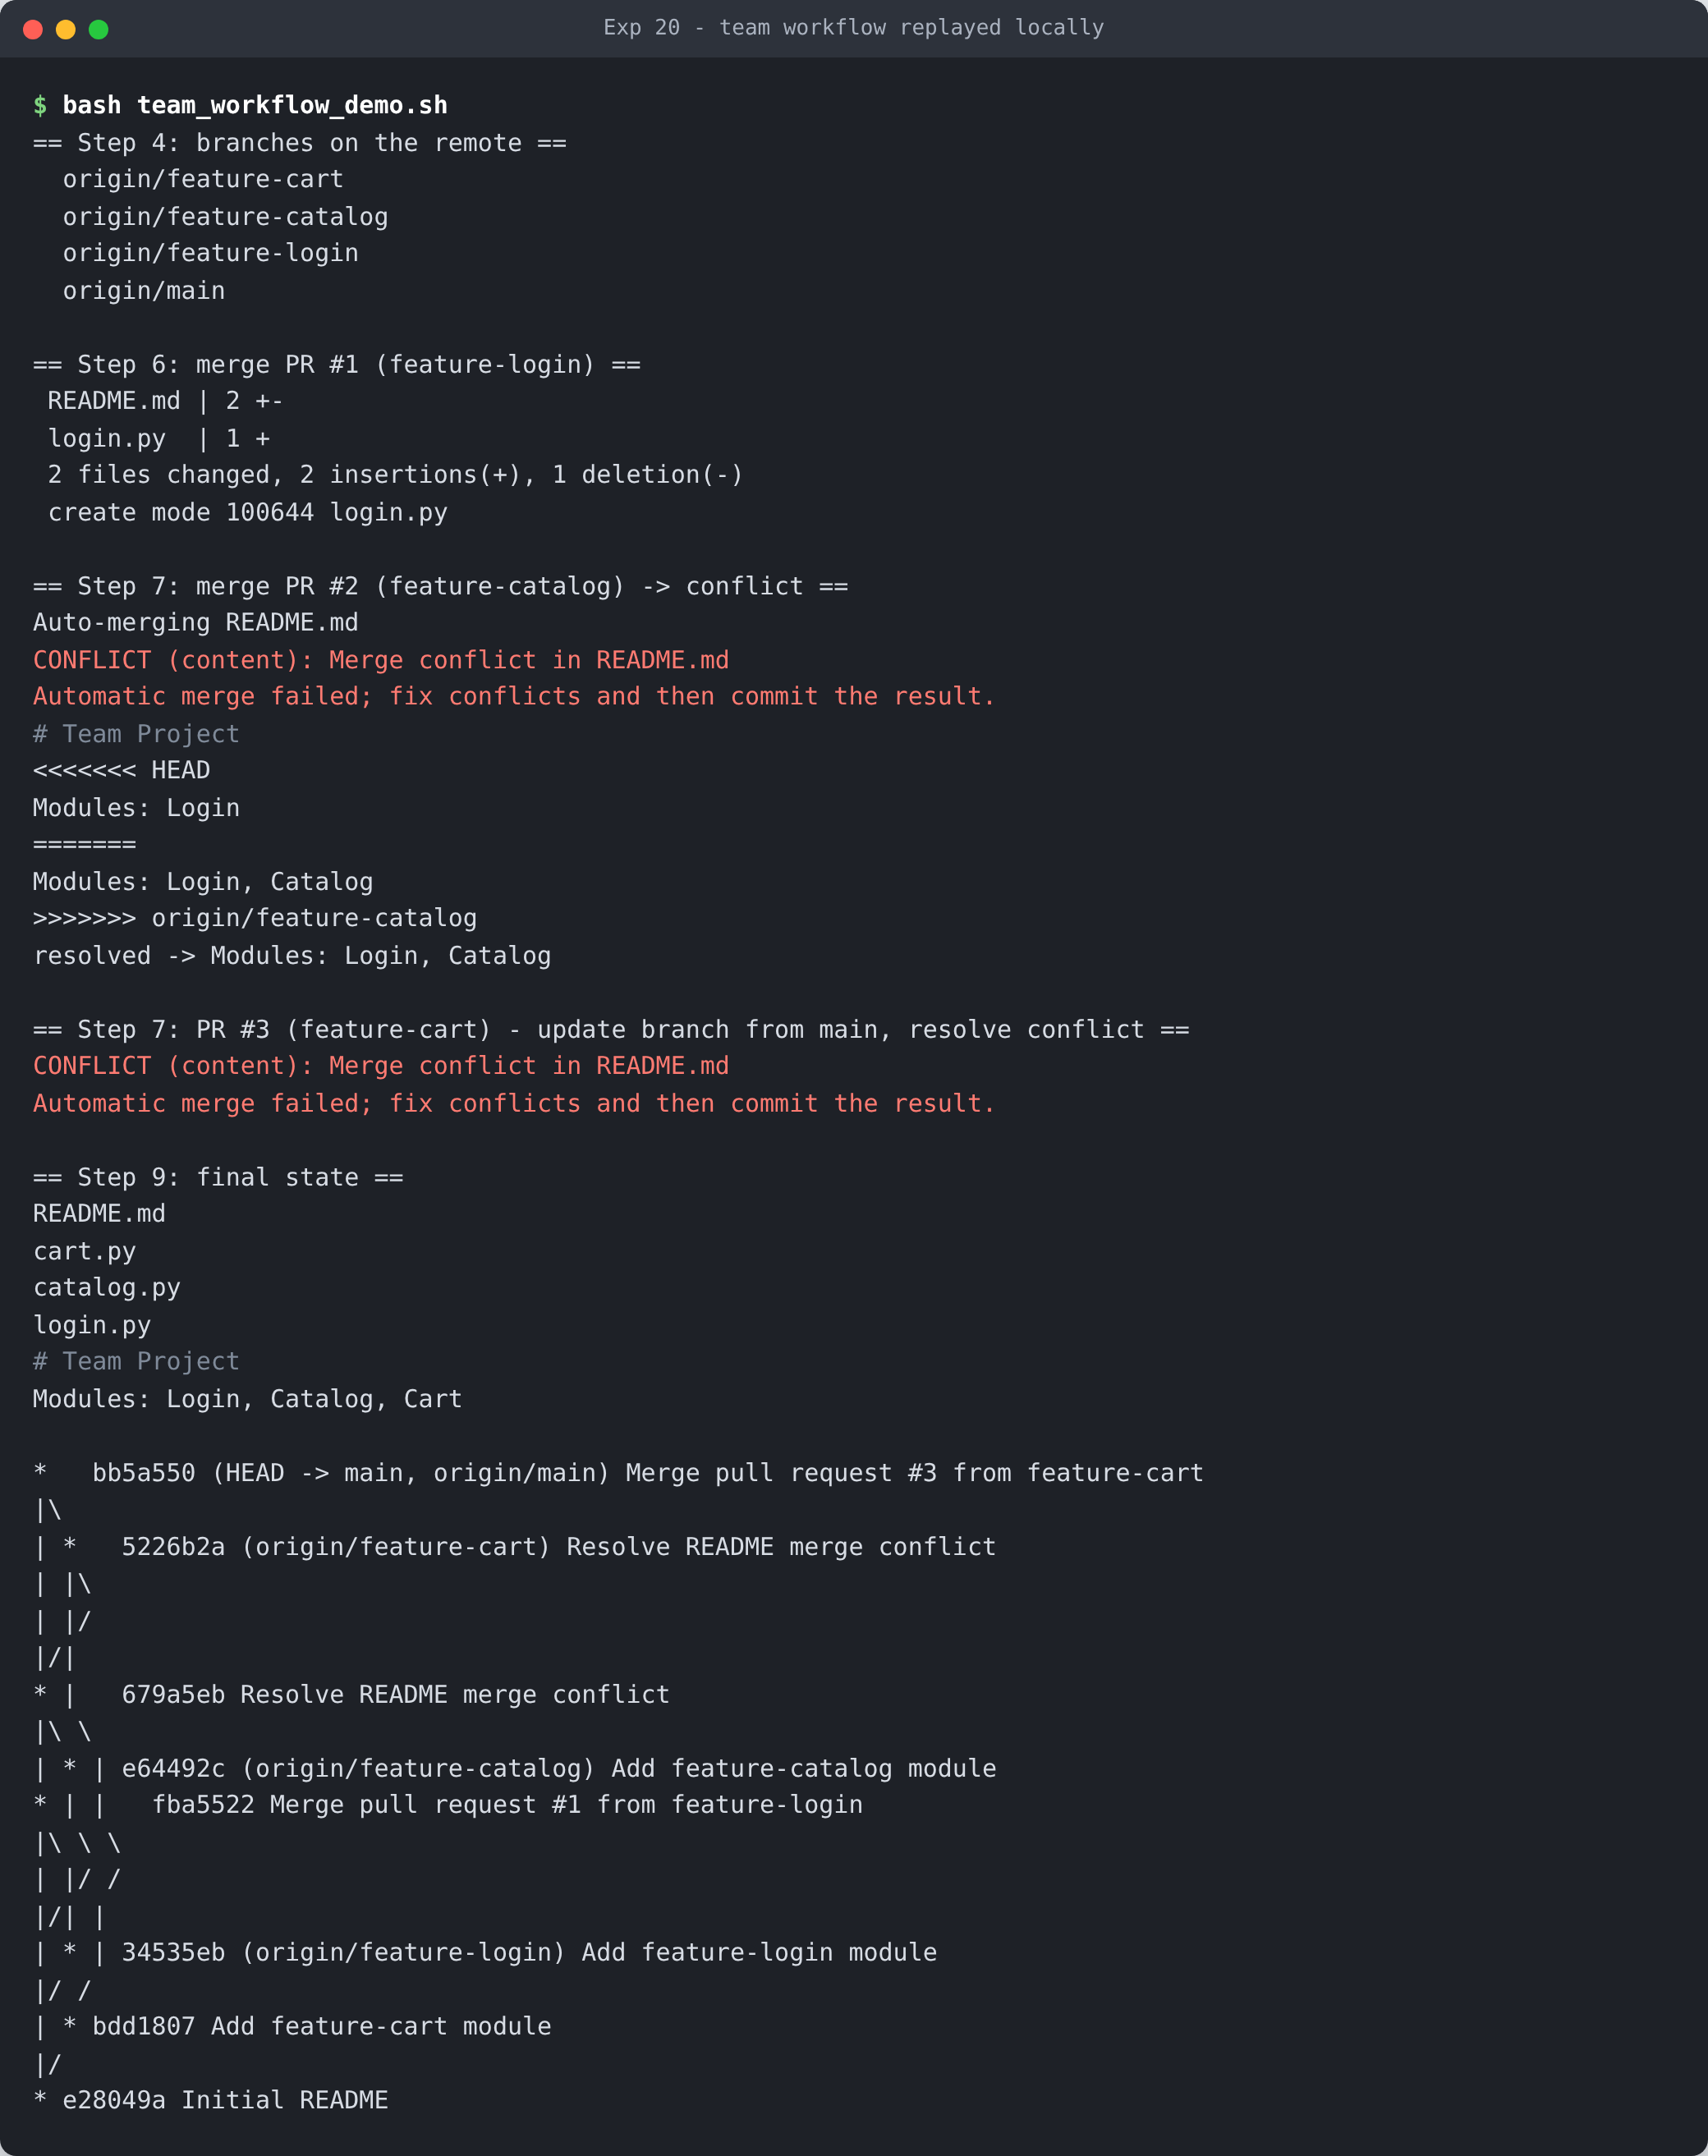 Exp 20 - team workflow replayed locally
$ bash team_workflow_demo.sh
== Step 4: branches on the remote ==
  origin/feature-cart
  origin/feature-catalog
  origin/feature-login
  origin/main

== Step 6: merge PR #1 (feature-login) ==
 README.md | 2 +-
 login.py  | 1 +
 2 files changed, 2 insertions(+), 1 deletion(-)
 create mode 100644 login.py

== Step 7: merge PR #2 (feature-catalog) -> conflict ==
Auto-merging README.md
CONFLICT (content): Merge conflict in README.md
Automatic merge failed; fix conflicts and then commit the result.
# Team Project
<<<<<<< HEAD
Modules: Login
=======
Modules: Login, Catalog
>>>>>>> origin/feature-catalog
resolved -> Modules: Login, Catalog

== Step 7: PR #3 (feature-cart) - update branch from main, resolve conflict ==
CONFLICT (content): Merge conflict in README.md
Automatic merge failed; fix conflicts and then commit the result.

== Step 9: final state ==
README.md
cart.py
catalog.py
login.py
# Team Project
Modules: Login, Catalog, Cart

*   bb5a550 (HEAD -> main, origin/main) Merge pull request #3 from feature-cart
|\
| *   5226b2a (origin/feature-cart) Resolve README merge conflict
| |\
| |/
|/|
* |   679a5eb Resolve README merge conflict
|\ \
| * | e64492c (origin/feature-catalog) Add feature-catalog module
* | |   fba5522 Merge pull request #1 from feature-login
|\ \ \
| |/ /
|/| |
| * | 34535eb (origin/feature-login) Add feature-login module
|/ /
| * bdd1807 Add feature-cart module
|/
* e28049a Initial README